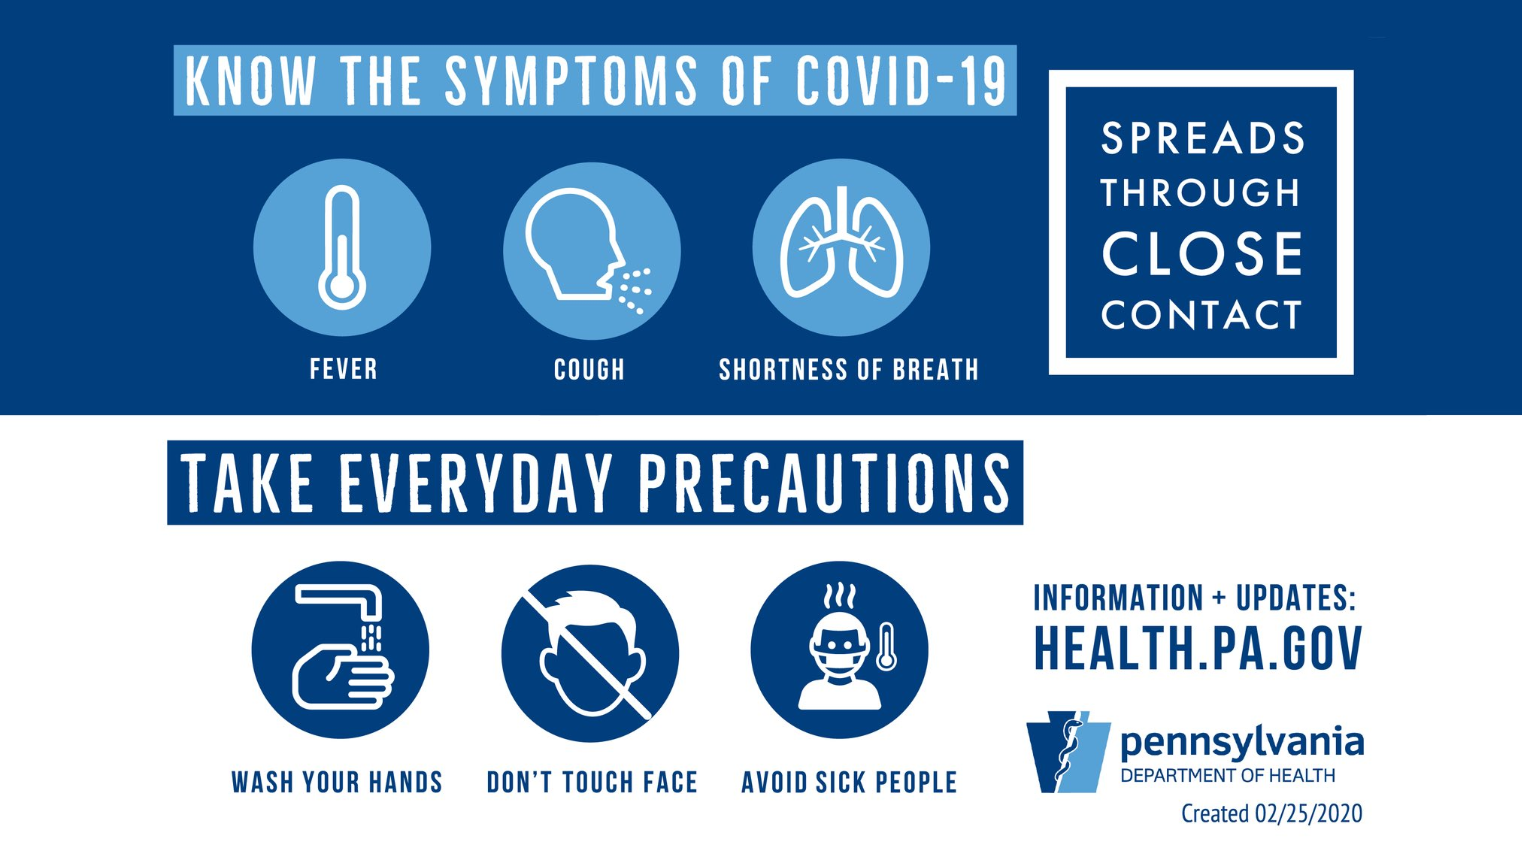 KNOW THE SYMPTOMS OF COVID-19
SPREADS
THROUGH
CLOSE
CONTACT
FEVER
COUGH
SHORTNESS OF BREATH
TAKE EVERYDAY PRECAUTIONS
WASH YOUR HANDS
DON'T TOUCH FACE
AVOID SICK PEOPLE
INFORMATION + UPDATES:
HEALTH.PA.GOV
pennsylvania
DEPARTMENT OF HEALTH
Created 02/25/2020